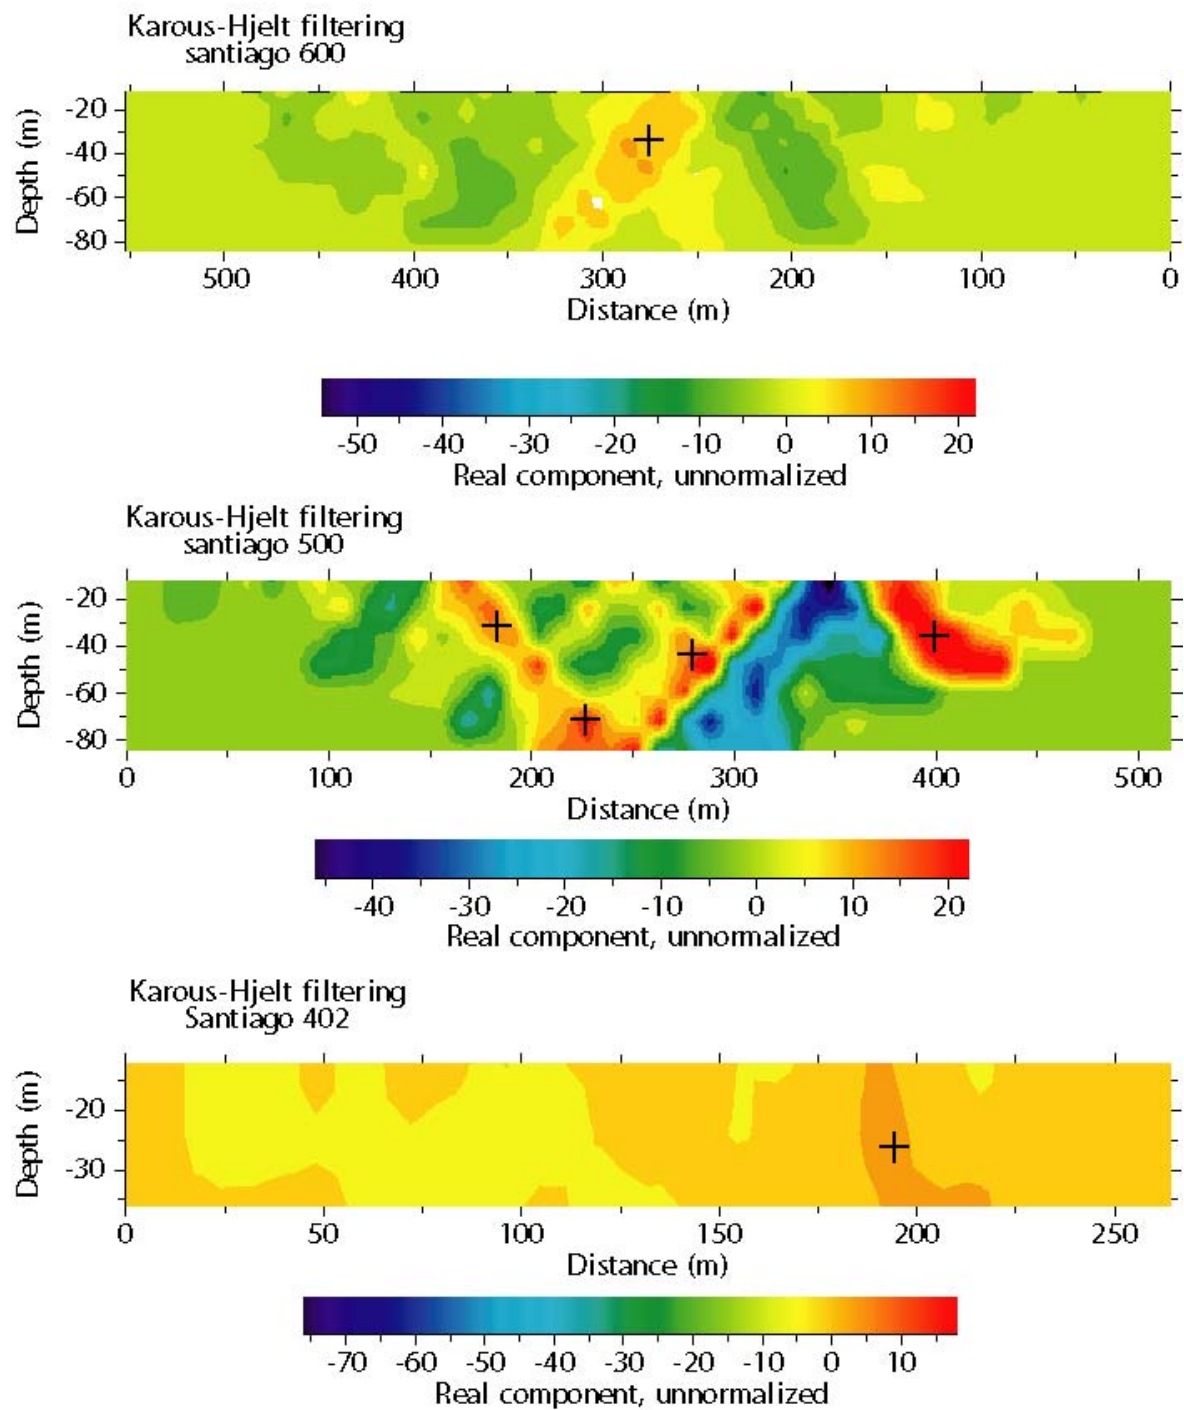 Karous-Hjelt filtering
santiago 600
Depth (m)
-20
-40
-60
-80
500 400 300 200 100 0
Distance (m)
-50 -40 -30 -20 -10 0 10 20
Real component, unnormalized
Karous-Hjelt filtering
santiago 500
Depth (m)
-20
-40
-60
-80
0 100 200 300 400 500
Distance (m)
-40 -30 -20 -10 0 10 20
Real component, unnormalized
Karous-Hjelt filtering
Santiago 402
Depth (m)
-20
-30
0 50 100 150 200 250
Distance (m)
-70 -60 -50 -40 -30 -20 -10 0 10
Real component, unnormalized